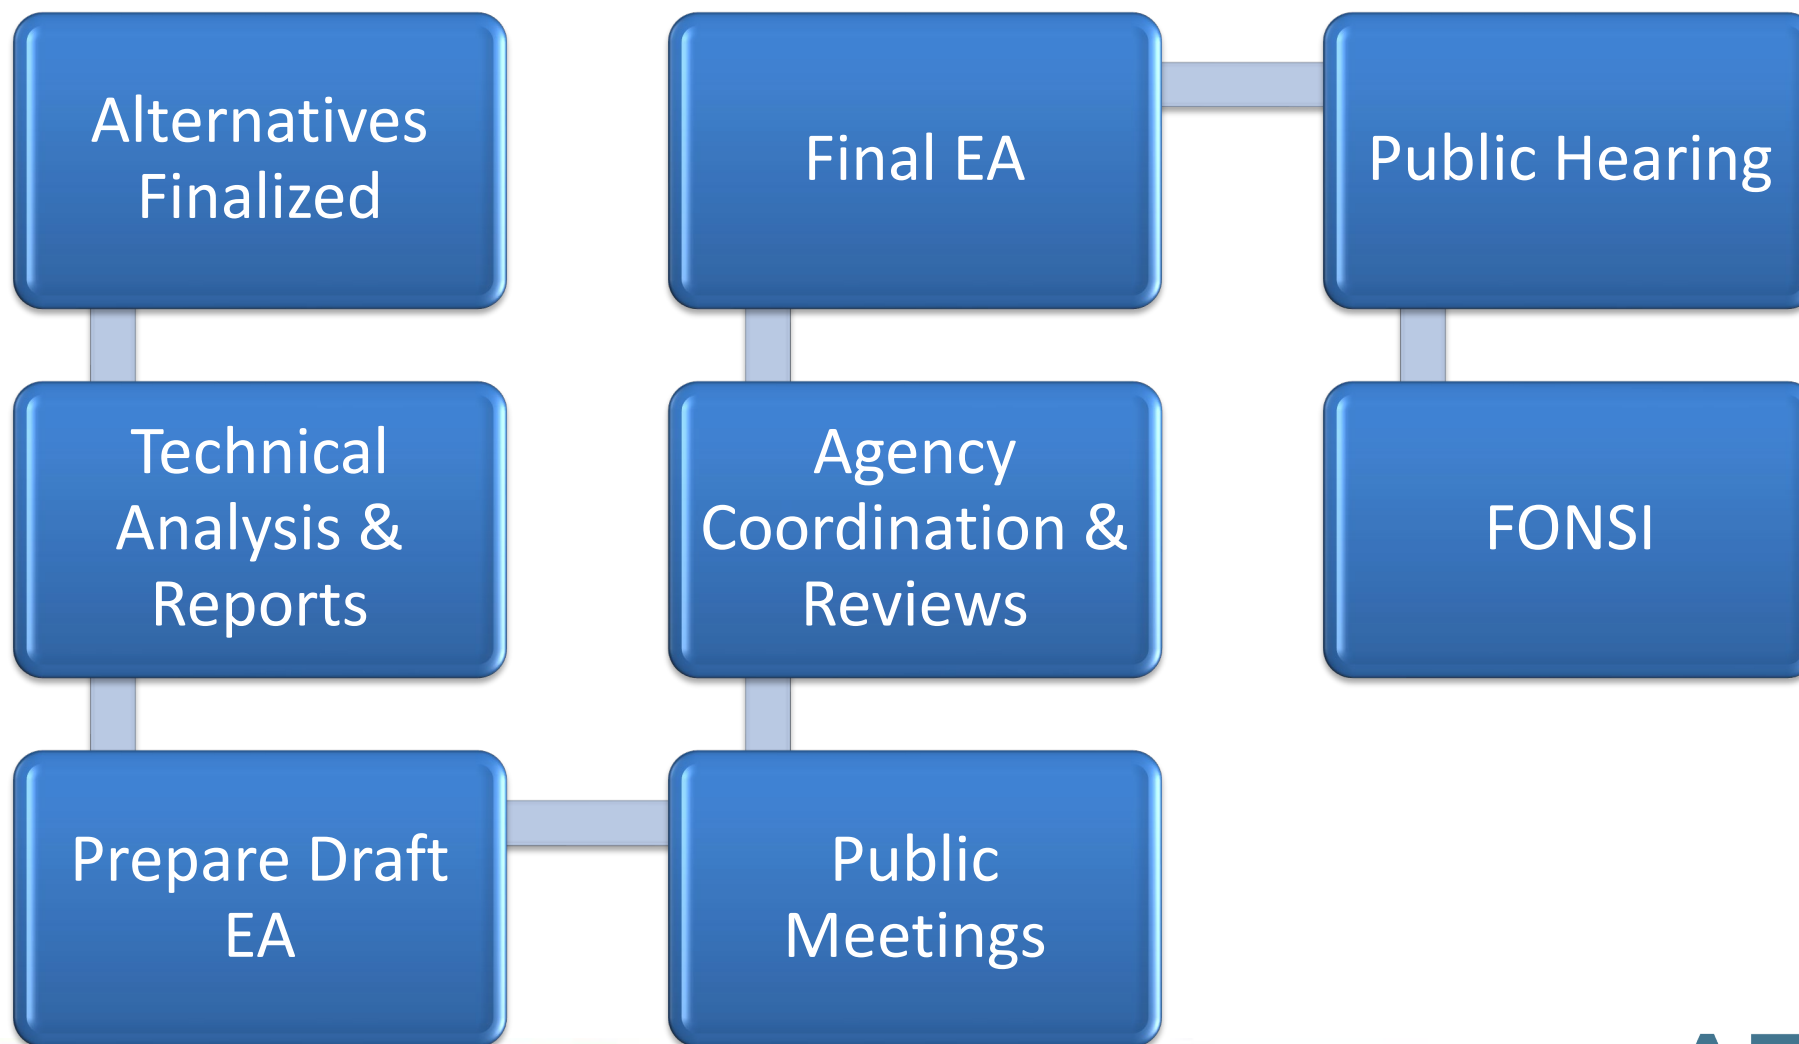 Alternatives
Finalized
Technical
Analysis &
Reports
Prepare Draft
EA
Public
Meetings
Agency
Coordination &
Reviews
Final EA
Public Hearing
FONSI